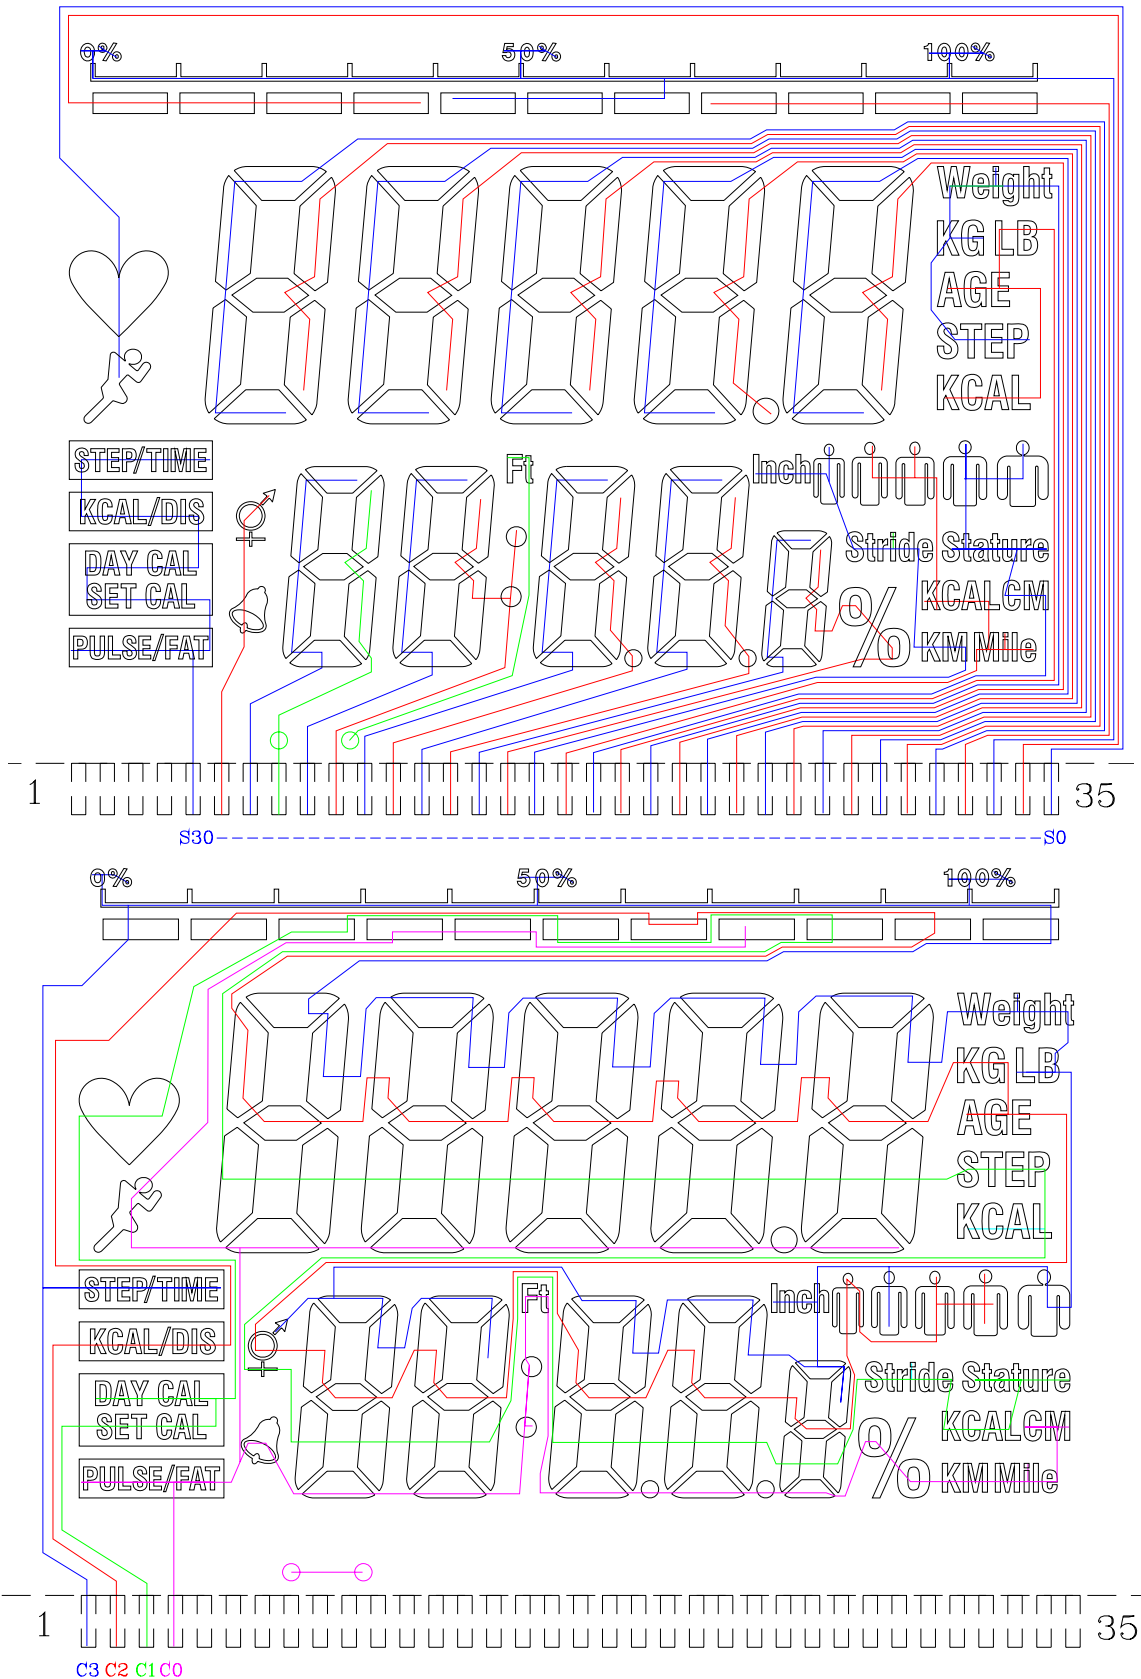 0% 50% 100%
Weight
KG LB
AGE
STEP
KCAL
STEP/TIME
KCAL/DIS
DAY CAL
SET CAL
PULSE/FAT
Ft
Inch
Stride Stature
KCAL CM
% KM Mile
1 35
S30 S0
0% 50% 100%
Weight
KG LB
AGE
STEP
KCAL
STEP/TIME
KCAL/DIS
DAY CAL
SET CAL
PULSE/FAT
Ft
Inch
Stride Stature
KCAL CM
% KM Mile
1 35
C3 C2 C1 C0